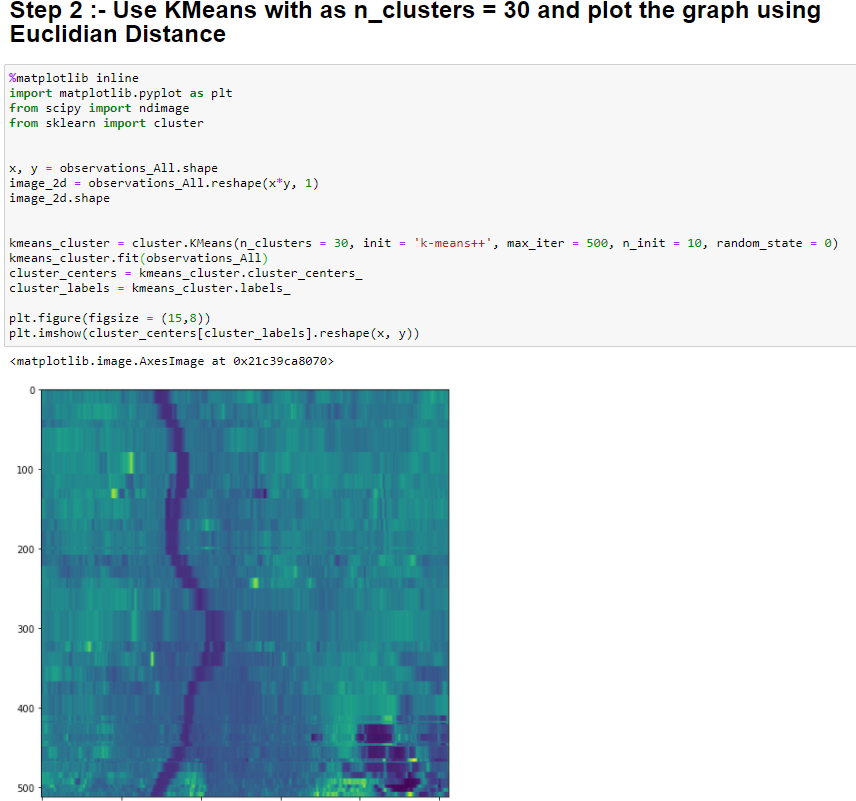 Step 2 :- Use KMeans with as n_clusters = 30 and plot the graph using
Euclidian Distance
%matplotlib inline
import matplotlib.pyplot as plt
from scipy import ndimage
from sklearn import cluster
x, y = observations_All.shape
image_2d = observations_All.reshape(x*y, 1)
image_2d.shape
kmeans_cluster = cluster.KMeans(n_clusters = 30, init = 'k-means++', max_iter = 500, n_init = 10, random_state = 0)
kmeans_cluster.fit(observations_All)
cluster_centers = kmeans_cluster.cluster_centers_
cluster_labels = kmeans_cluster.labels_
plt.figure(figsize = (15,8))
plt.imshow(cluster_centers[cluster_labels].reshape(x, y))
<matplotlib.image.AxesImage at 0x21c39ca8070>
0
100
200
300
400
500